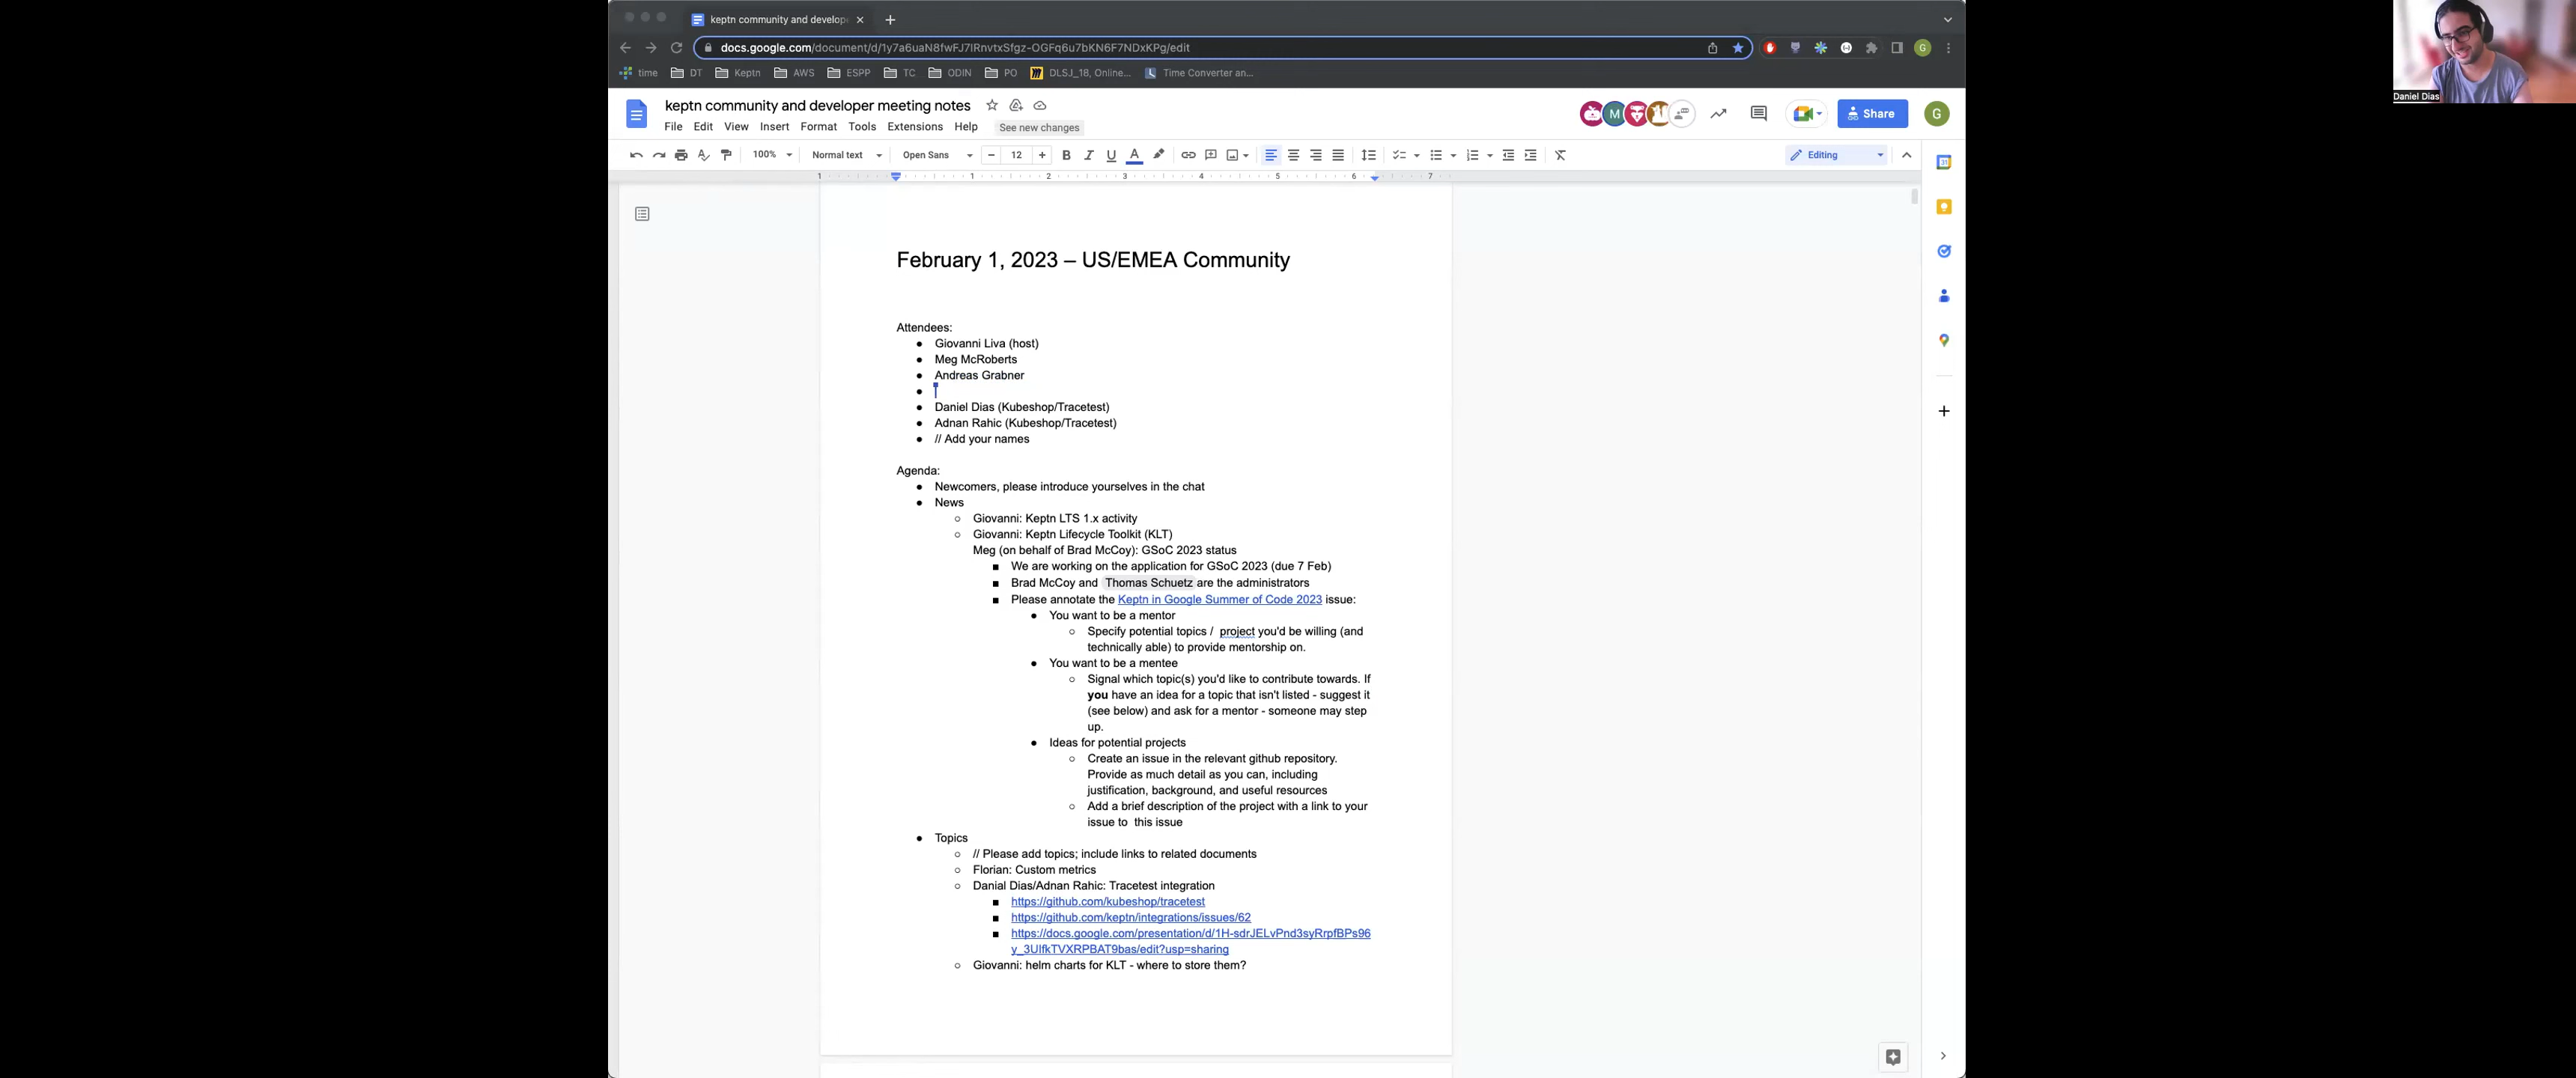 keptn community and develop
docs.google.com/document/d/1y7a6uaN8fwFJ7IRnvtxSfgz-OGFq6u7bKN6F7NDxKPg/edit
time DT Keptn AWS ESPP TC ODIN PO DLSJ_18, Online... Time Converter an...
keptn community and developer meeting notes
File Edit View Insert Format Tools Extensions Help See new changes
M
Share
G
100% Normal text Open Sans 12 B I U A Editing
1 1 2 3 4 5 6 7
February 1, 2023 – US/EMEA Community
Attendees:
Giovanni Liva (host)
Meg McRoberts
Andreas Grabner
Daniel Dias (Kubeshop/Tracetest)
Adnan Rahic (Kubeshop/Tracetest)
// Add your names
Agenda:
Newcomers, please introduce yourselves in the chat
News
Giovanni: Keptn LTS 1.x activity
Giovanni: Keptn Lifecycle Toolkit (KLT)
Meg (on behalf of Brad McCoy): GSoC 2023 status
We are working on the application for GSoC 2023 (due 7 Feb)
Brad McCoy and Thomas Schuetz are the administrators
Please annotate the Keptn in Google Summer of Code 2023 issue:
You want to be a mentor
Specify potential topics / project you'd be willing (and
technically able) to provide mentorship on.
You want to be a mentee
Signal which topic(s) you'd like to contribute towards. If
you have an idea for a topic that isn't listed - suggest it
(see below) and ask for a mentor - someone may step
up.
Ideas for potential projects
Create an issue in the relevant github repository.
Provide as much detail as you can, including
justification, background, and useful resources
Add a brief description of the project with a link to your
issue to this issue
Topics
// Please add topics; include links to related documents
Florian: Custom metrics
Danial Dias/Adnan Rahic: Tracetest integration
https://github.com/kubeshop/tracetest
https://github.com/keptn/integrations/issues/62
https://docs.google.com/presentation/d/1H-sdrJELvPnd3syRrpfBPs96
y_3UIfkTVXRPBAT9bas/edit?usp=sharing
Giovanni: helm charts for KLT - where to store them?
Daniel Dias